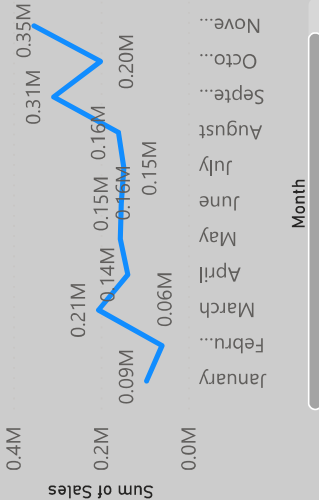 Sum of Sales
0.4M
0.2M
0.0M
0.09M
0.06M
0.21M
0.14M
0.15M
0.16M
0.15M
0.16M
0.31M
0.20M
0.35M
January
Febru...
March
April
May
June
July
August
Septe...
Octo...
Nove...
Month